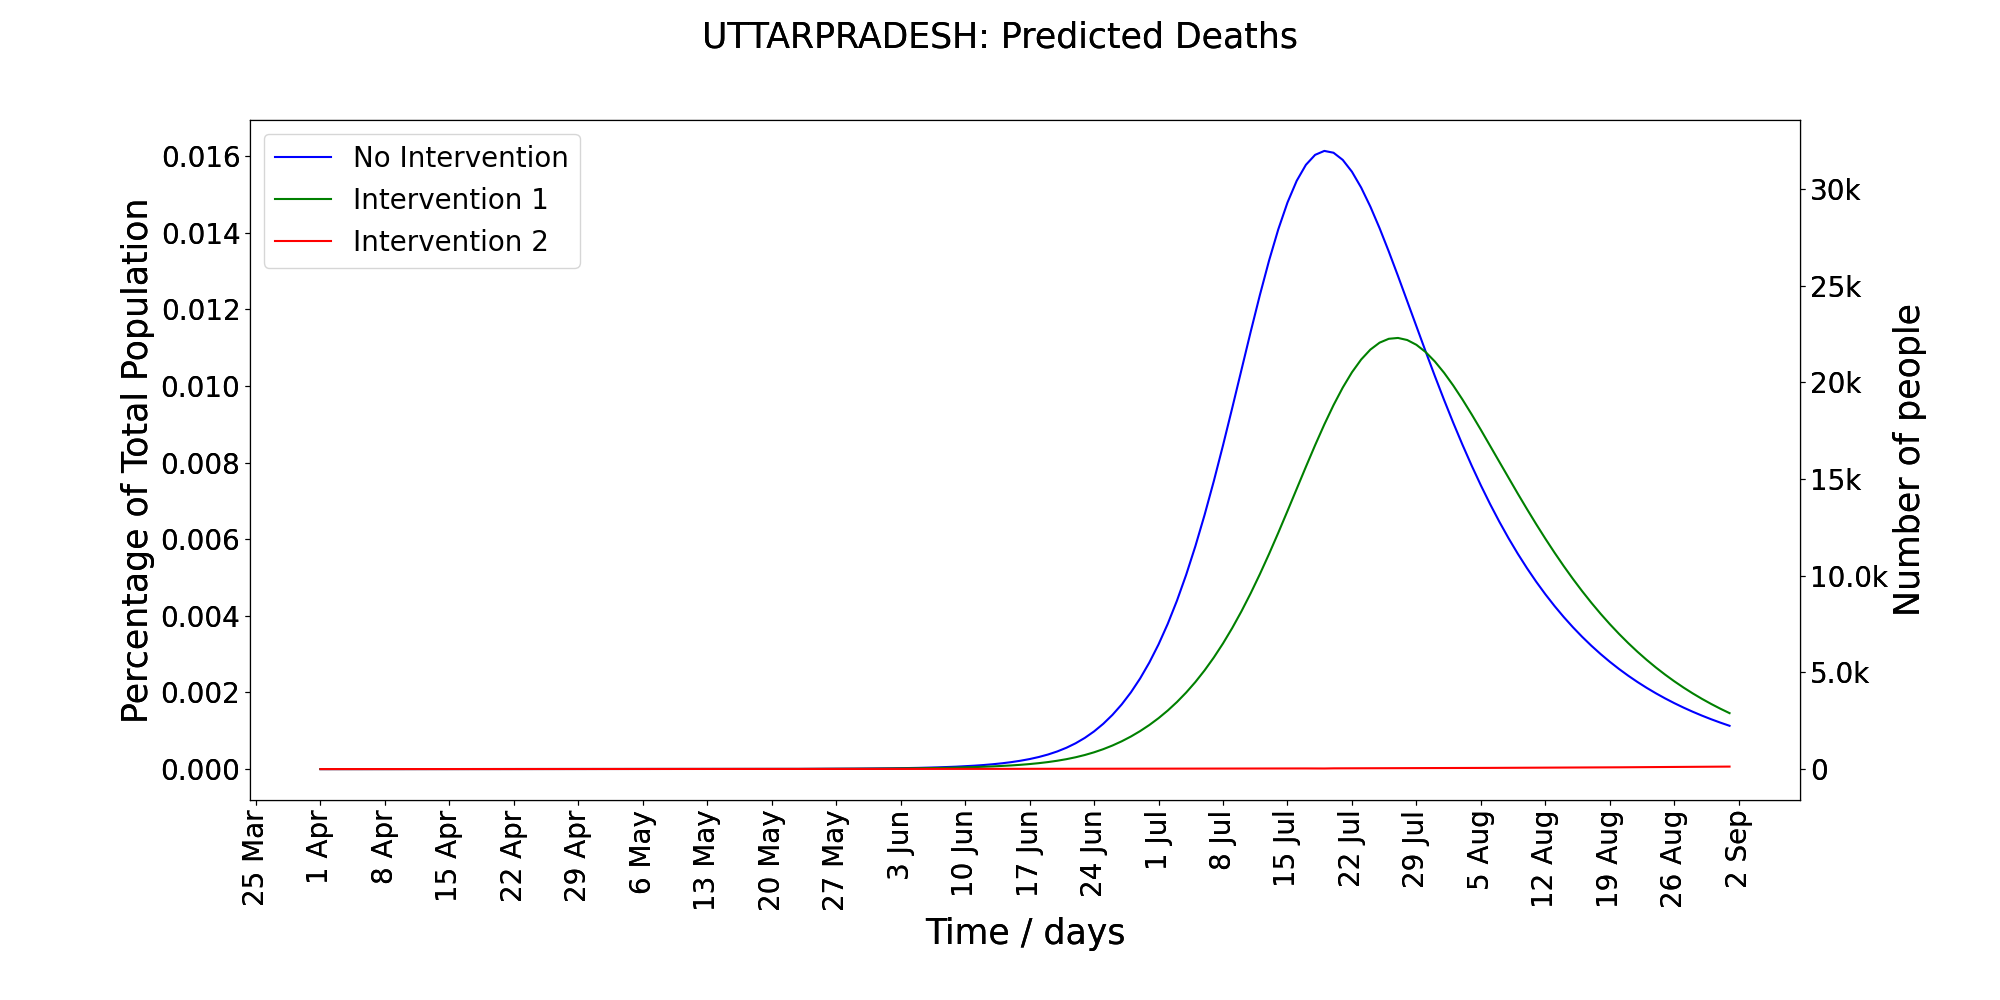 UTTARPRADESH: Predicted Deaths
No Intervention
Intervention 1
Intervention 2
Percentage of Total Population
0.016
0.014
0.012
0.010
0.008
0.006
0.004
0.002
0.000
30k
25k
20k
15k
10.0k
5.0k
0
Number of people
25 Mar
1 Apr
8 Apr
15 Apr
22 Apr
29 Apr
6 May
13 May
20 May
27 May
3 Jun
10 Jun
17 Jun
24 Jun
1 Jul
8 Jul
15 Jul
22 Jul
29 Jul
5 Aug
12 Aug
19 Aug
26 Aug
2 Sep
Time / days